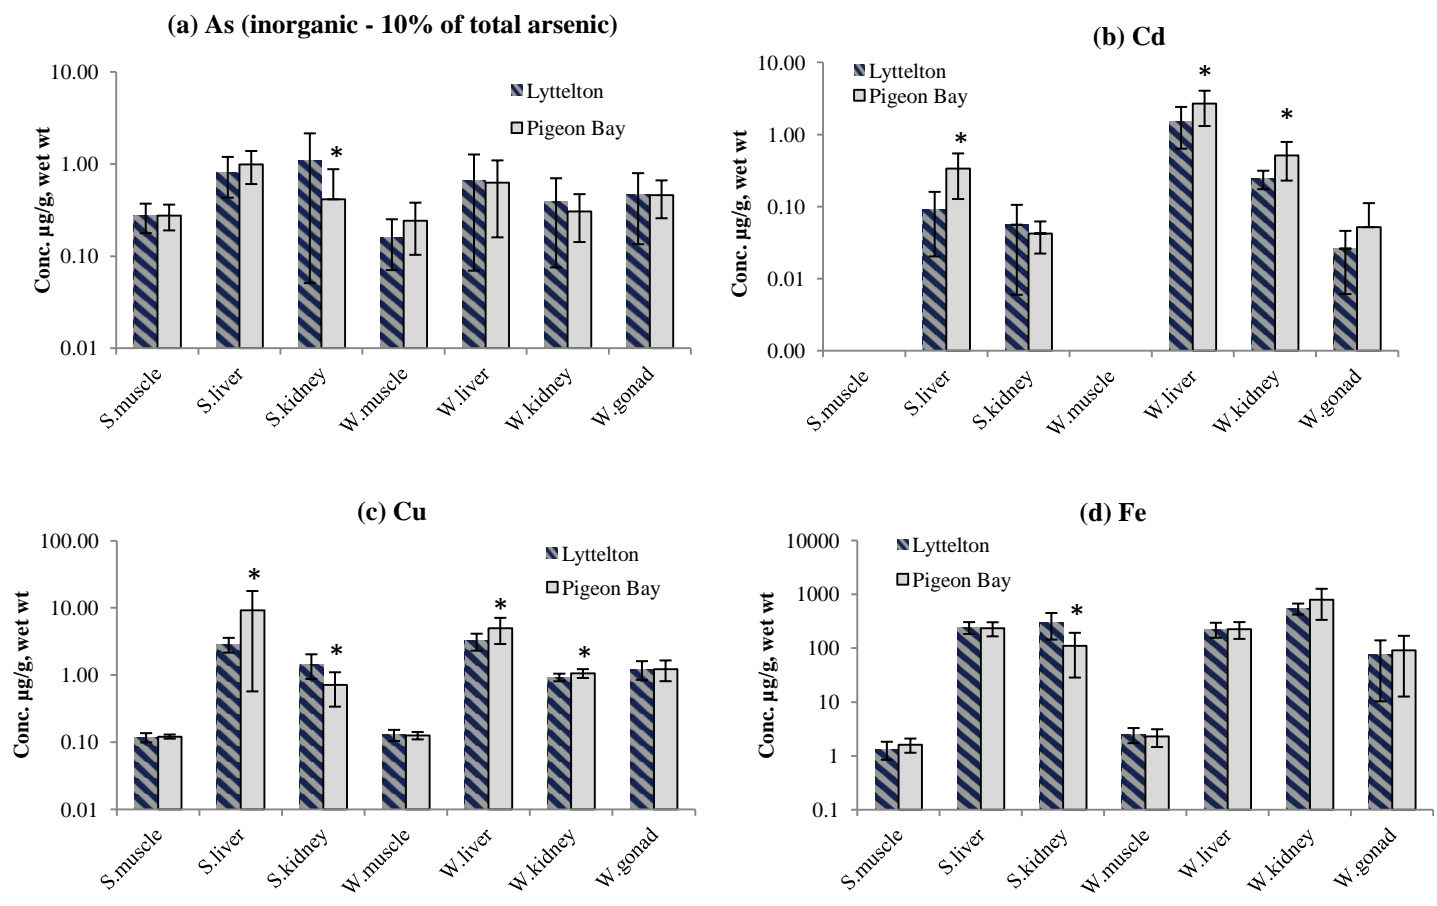 (a) As (inorganic - 10% of total arsenic)
Conc. µg/g, wet wt
10.00
1.00
0.10
0.01
Lyttelton
Pigeon Bay
*
S.muscle
S.liver
S.kidney
W.muscle
W.liver
W.kidney
W.gonad
(b) Cd
Conc. µg/g, wet wt
10.00
1.00
0.10
0.01
0.00
Lyttelton
Pigeon Bay
*
*
*
S.muscle
S.liver
S.kidney
W.muscle
W.liver
W.kidney
W.gonad
(c) Cu
Conc. µg/g, wet wt
100.00
10.00
1.00
0.10
0.01
Lyttelton
Pigeon Bay
*
*
*
*
S.muscle
S.liver
S.kidney
W.muscle
W.liver
W.kidney
W.gonad
(d) Fe
Conc. µg/g, wet wt
10000
1000
100
10
1
0.1
Lyttelton
Pigeon Bay
*
S.muscle
S.liver
S.kidney
W.muscle
W.liver
W.kidney
W.gonad